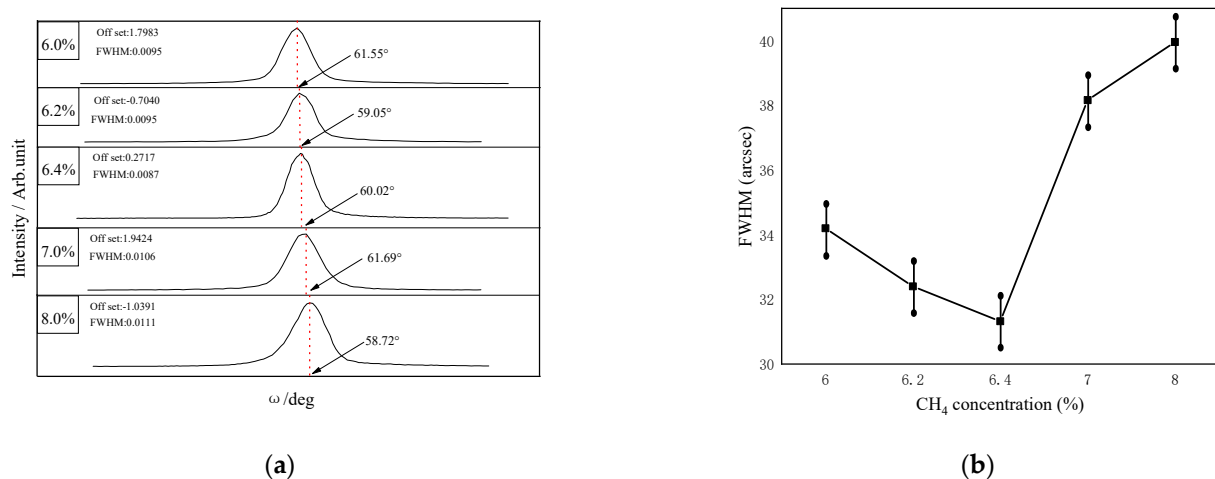 6.0%
Off set:1.7983
FWHM:0.0095
61.55°
6.2%
Off set:-0.7040
FWHM:0.0095
59.05°
6.4%
Off set:0.2717
FWHM:0.0087
60.02°
7.0%
Off set:1.9424
FWHM:0.0106
61.69°
8.0%
Off set:-1.0391
FWHM:0.0111
58.72°
Intensity / Arb.unit
ω/deg
(a)
40
38
36
34
32
30
FWHM (arcsec)
6 6.2 6.4 7 8
CH₄ concentration (%)
(b)